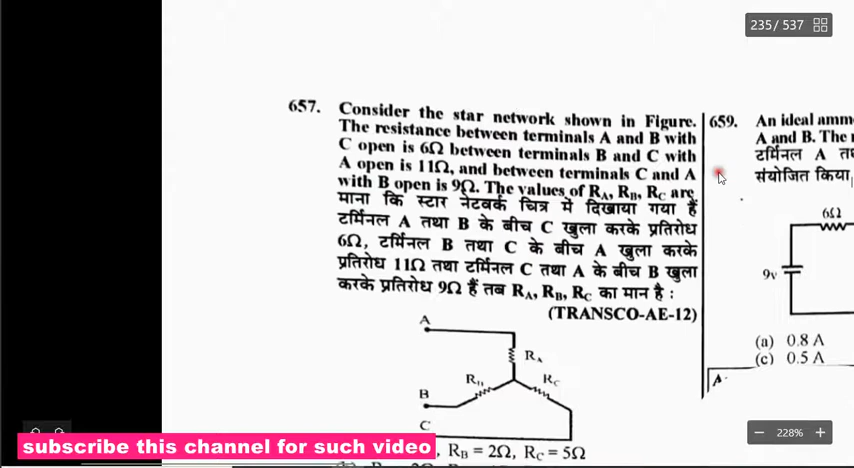 235 / 537
657. Consider the star network shown in Figure.
The resistance between terminals A and B with
C open is 6Ω between terminals B and C with
A open is 11Ω, and between terminals C and A
with B open is 9Ω. The values of RA, RB, RC are
माना कि स्टार नेटवर्क चित्र में दिखाया गया हैं
टर्मिनल A तथा B के बीच C खुला करके प्रतिरोध
6Ω, टर्मिनल B तथा C के बीच A खुला करके
प्रतिरोध 11Ω तथा टर्मिनल C तथा A के बीच B खुला
करके प्रतिरोध 9Ω हैं तब RA, RB, RC का मान है :
(TRANSCO-AE-12)
A
RA
RB
RC
B
C
, RB = 2Ω, RC = 5Ω
659. An ideal amm
A and B. The
टर्मिनल A त
संयोजित किया
6Ω
9v
(a) 0.8 A
(c) 0.5 A
A
228%
subscribe this channel for such video